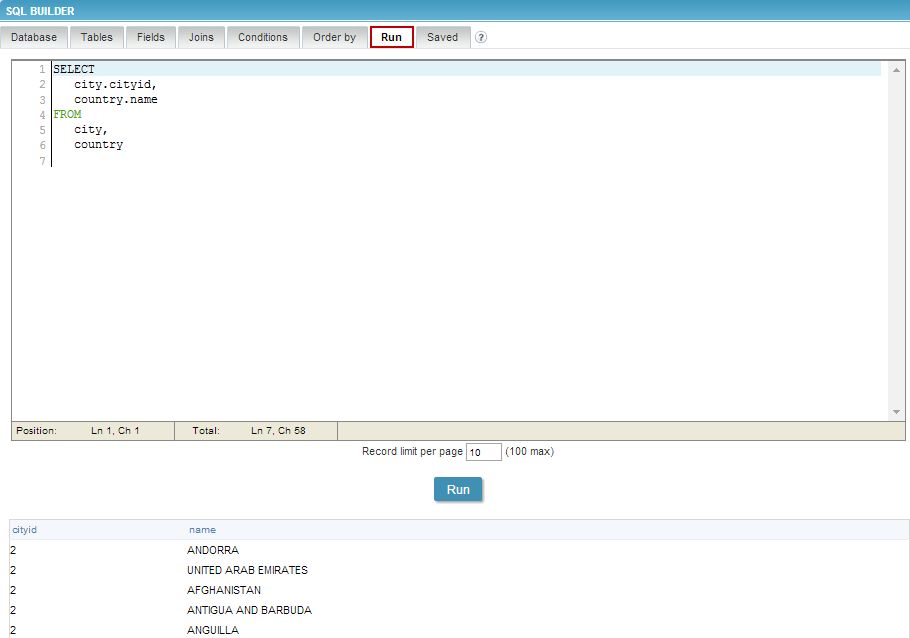 SQL BUILDER
Database Tables Fields Joins Conditions Order by Run Saved ?
1 SELECT
2 city.cityid,
3 country.name
4 FROM
5 city,
6 country
7
Position: Ln 1, Ch 1 Total: Ln 7, Ch 58
Record limit per page 10 (100 max)
Run
cityid name
2 ANDORRA
2 UNITED ARAB EMIRATES
2 AFGHANISTAN
2 ANTIGUA AND BARBUDA
2 ANGUILLA